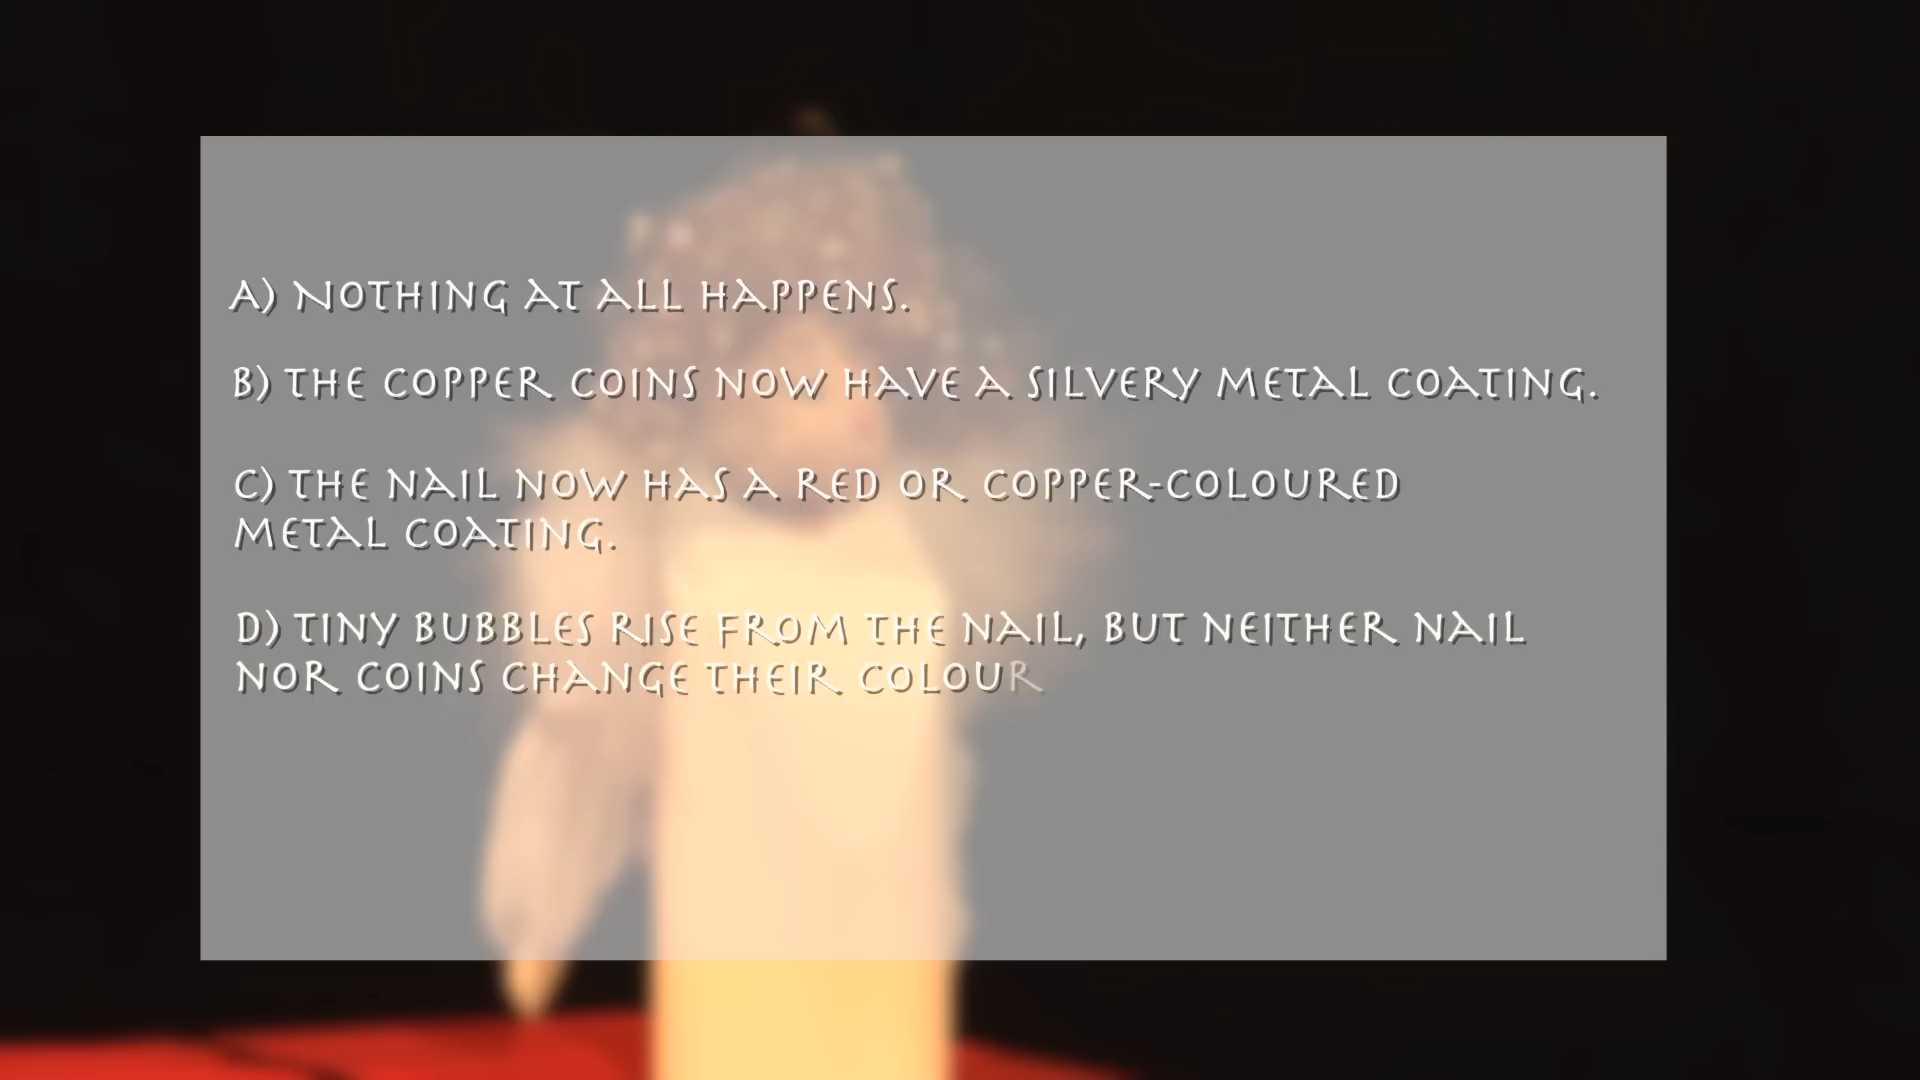 A) Nothing at all happens.
B) The copper coins now have a silvery metal coating.
C) The nail now has a red or copper-coloured
metal coating.
D) Tiny bubbles rise from the nail, but neither nail
nor coins change their colour